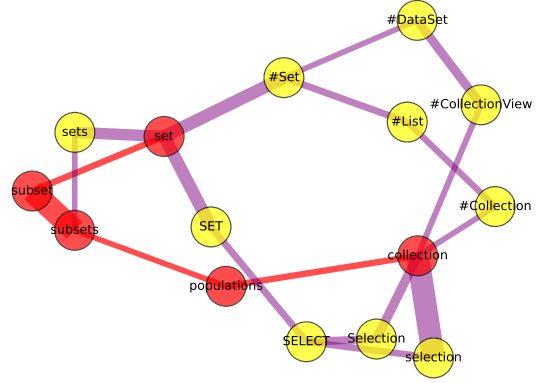 #DataSet
#Set
#CollectionView
#List
sets
set
subset
#Collection
SET
subsets
collection
populations
SELECT
Selection
selection